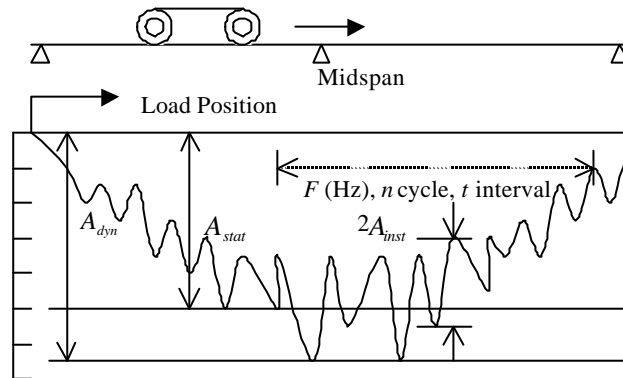 Midspan
Load Position
F (Hz), n cycle, t interval
A_dyn
A_stat
2A_inst